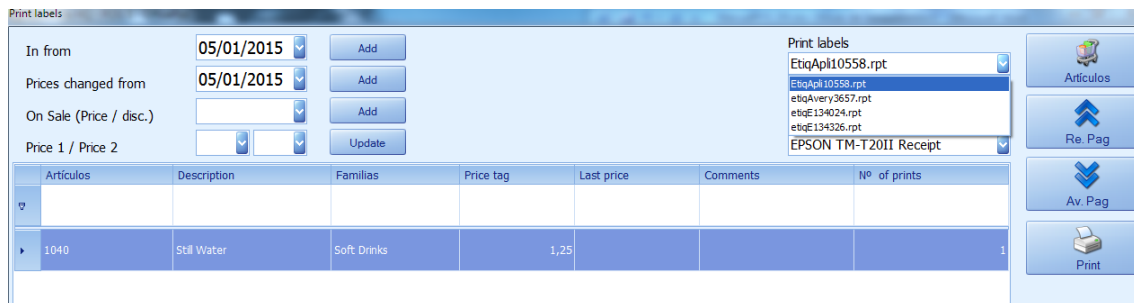 Print labels
In from 05/01/2015 Add
Prices changed from 05/01/2015 Add
On Sale (Price / disc.) Add
Price 1 / Price 2 Update
Print labels
EtiqApli10558.rpt
EtiqApli10558.rpt
etiqAvery3657.rpt
etiqE134024.rpt
etiqE134326.rpt
EPSON TM-T20II Receipt
Artículos
Re. Pag
Av. Pag
Print
Artículos Description Familias Price tag Last price Comments Nº of prints
1040 Still Water Soft Drinks 1,25 1